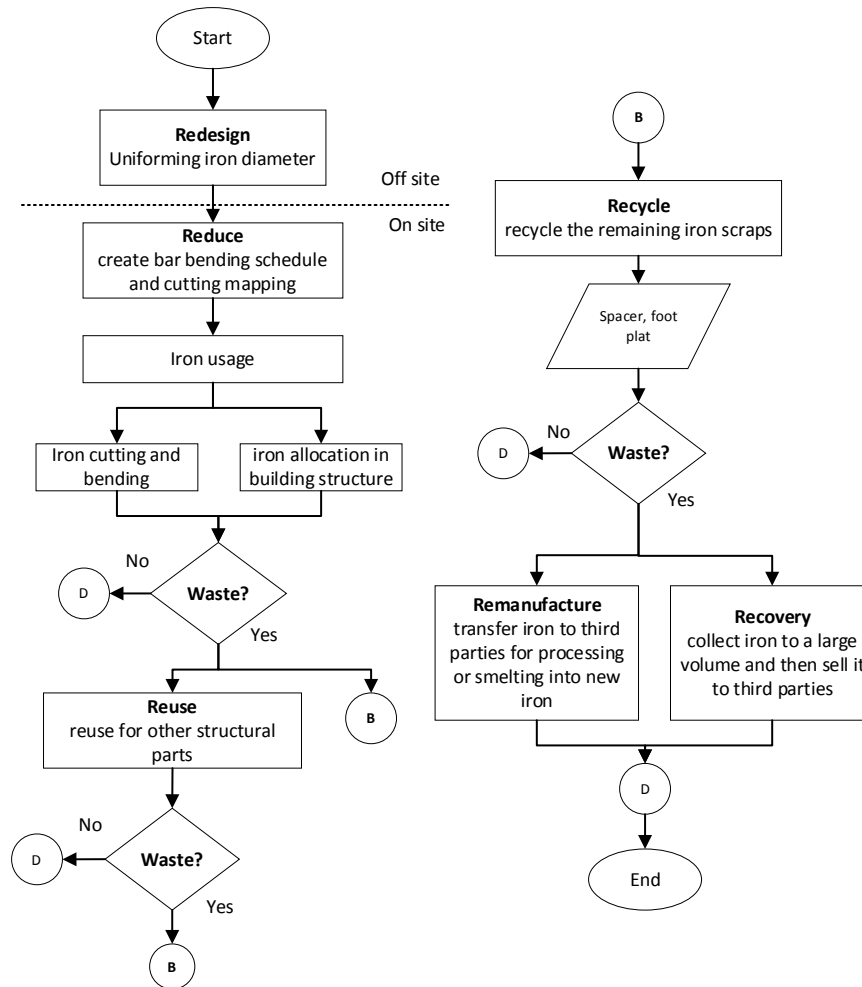 Start
Redesign
Uniforming iron diameter
Off site
On site
Reduce
create bar bending schedule
and cutting mapping
Iron usage
Iron cutting and
bending
iron allocation in
building structure
No
D
Waste?
Yes
Reuse
reuse for other structural
parts
B
No
D
Waste?
Yes
B
B
Recycle
recycle the remaining iron scraps
Spacer, foot
plat
No
D
Waste?
Yes
Remanufacture
transfer iron to third
parties for processing
or smelting into new
iron
Recovery
collect iron to a large
volume and then sell it
to third parties
D
End